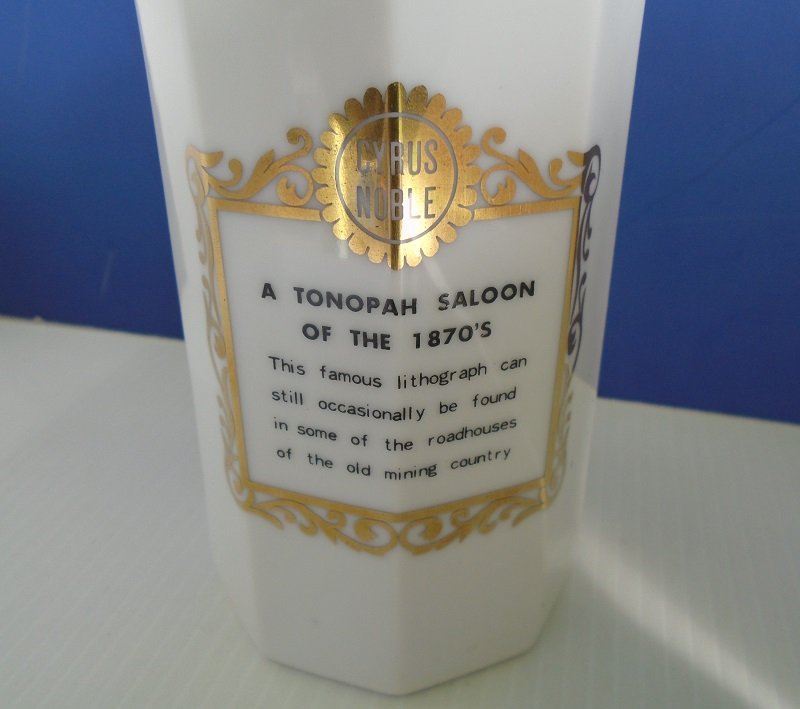 CYRUS
NOBLE
A TONOPAH SALOON
OF THE 1870'S
This famous lithograph can
still occasionally be found
in some of the roadhouses
of the old mining country